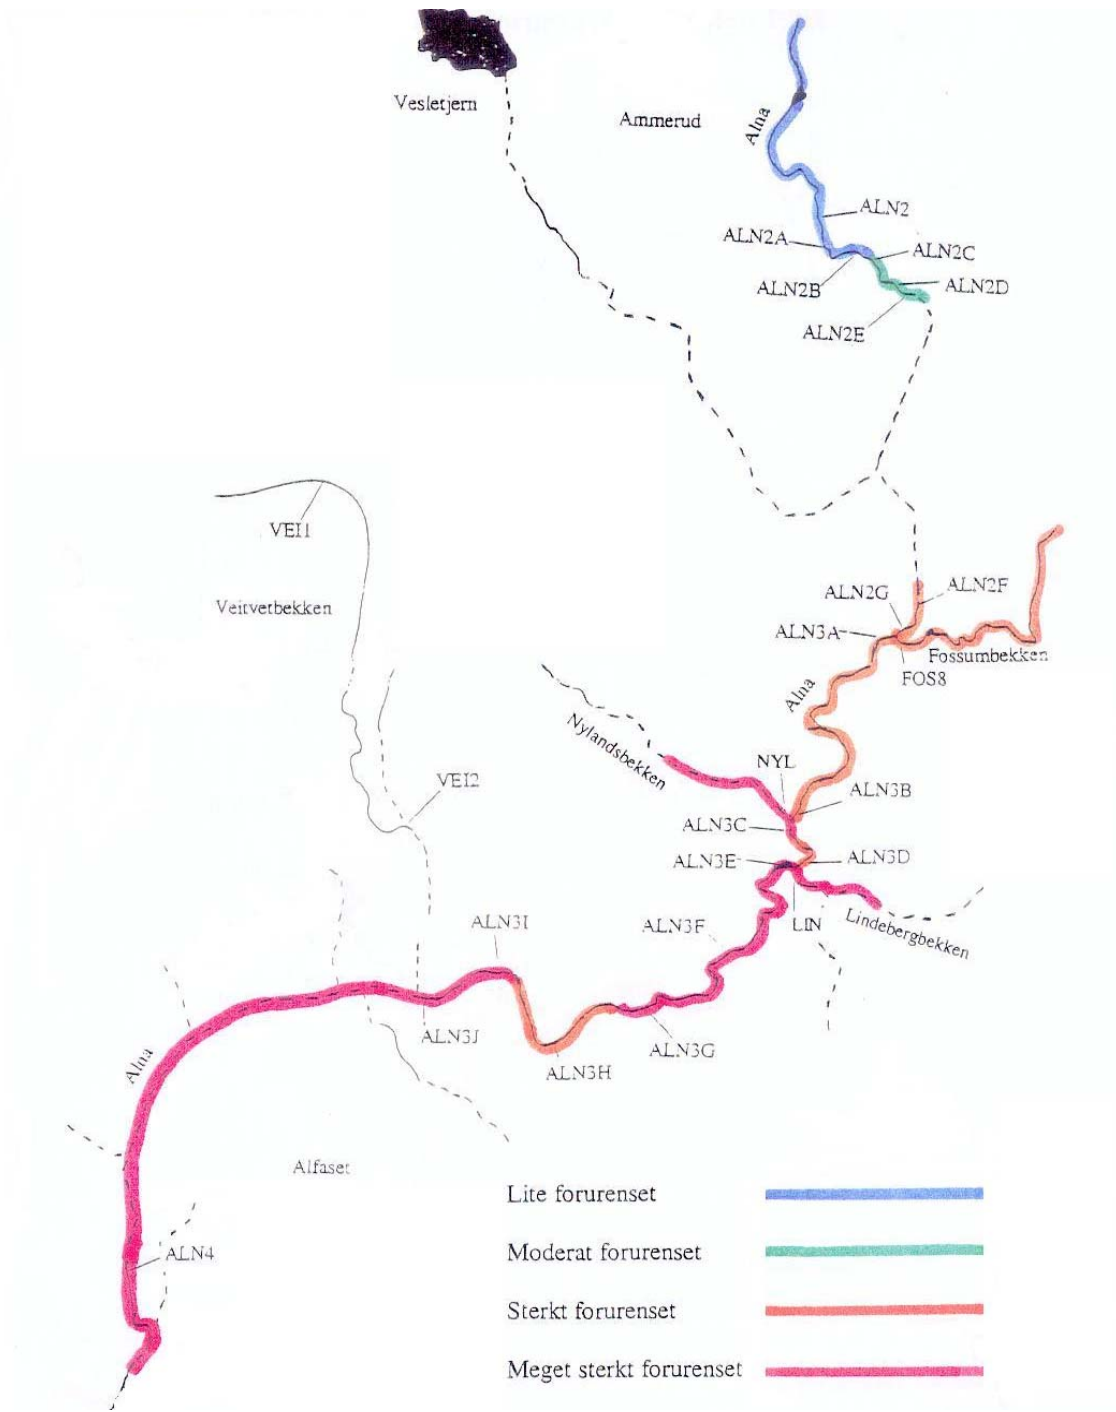 Vesletjern
Ammerud
Alna
ALN2
ALN2A
ALN2C
ALN2B
ALN2D
ALN2E
VEI1
Veitvetbekken
ALN2G
ALN2F
ALN3A
Fossumbekken
FOS8
Alna
Nylandsbekken
NYL
VEI2
ALN3B
ALN3C
ALN3E
ALN3D
ALN3I
ALN3F
LIN
Lindebergbekken
ALN3J
ALN3G
Alna
ALN3H
Alfaset
Lite forurenset
Moderat forurenset
ALN4
Sterkt forurenset
Meget sterkt forurenset